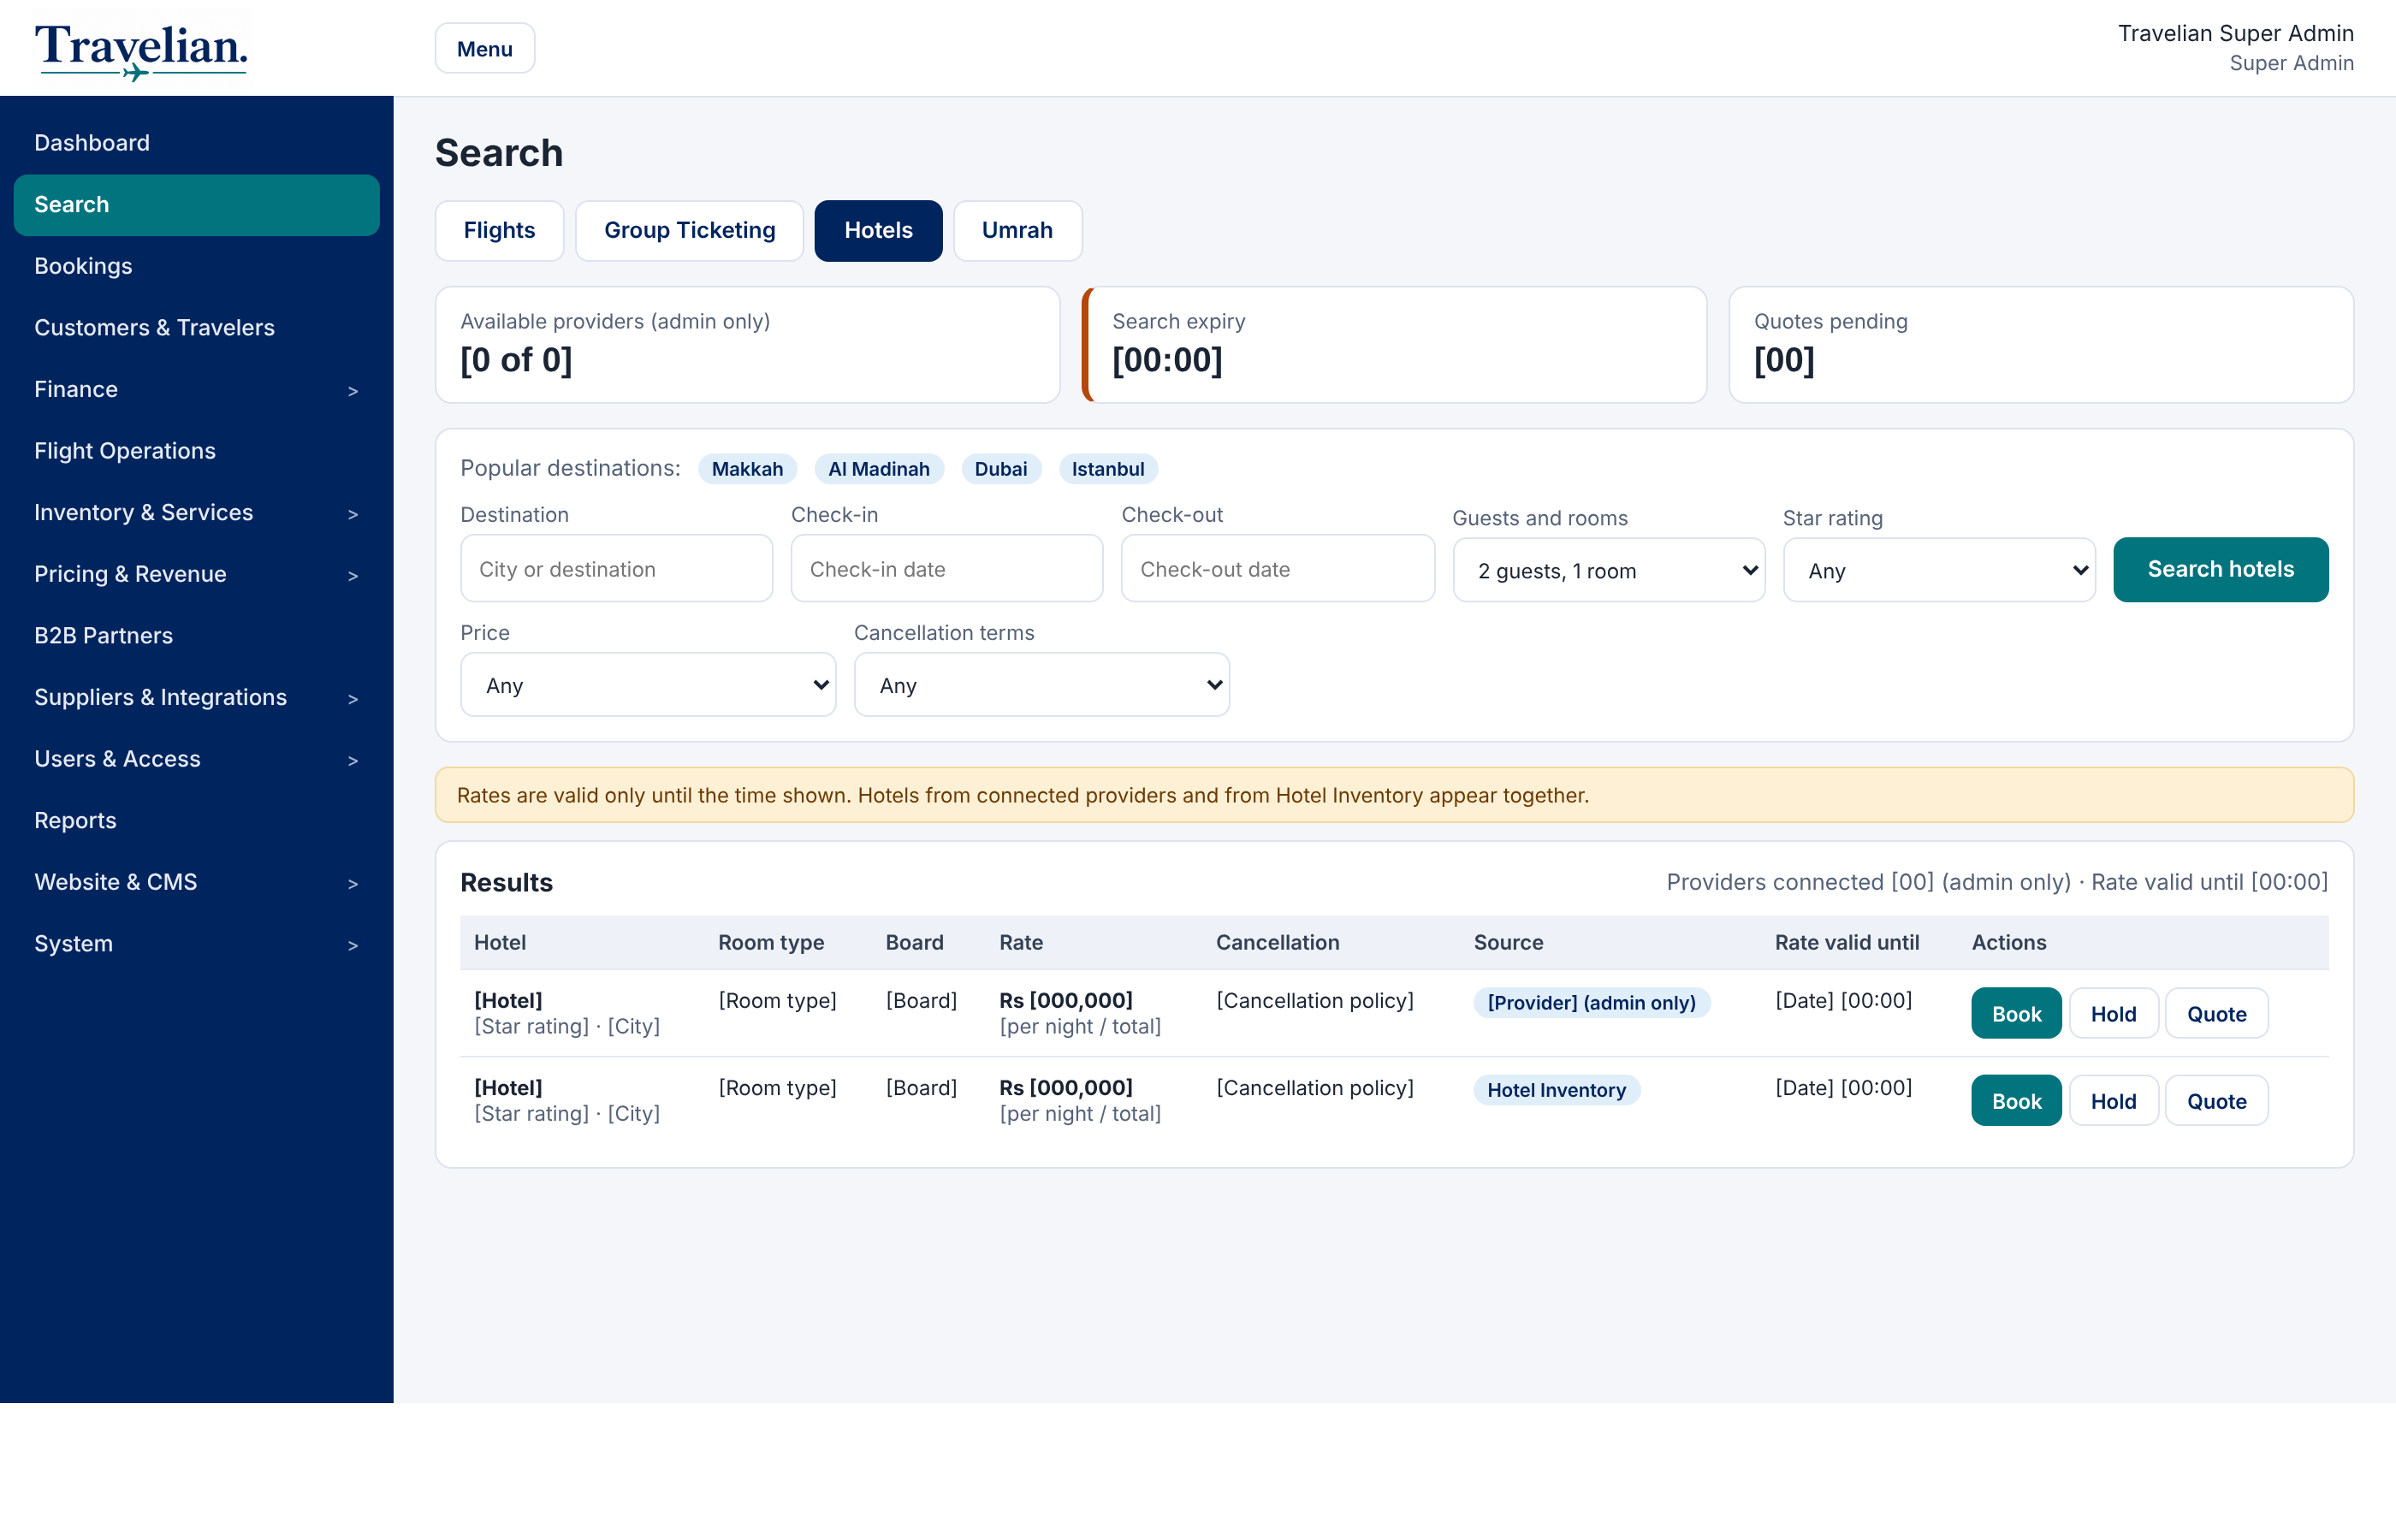 Travelian.
Menu
Travelian Super Admin
Super Admin
Dashboard
Search
Bookings
Customers & Travelers
Finance >
Flight Operations
Inventory & Services >
Pricing & Revenue >
B2B Partners
Suppliers & Integrations >
Users & Access >
Reports
Website & CMS >
System >
Search
Flights Group Ticketing Hotels Umrah
Available providers (admin only)
[0 of 0]
Search expiry
[00:00]
Quotes pending
[00]
Popular destinations: Makkah Al Madinah Dubai Istanbul
Destination Check-in Check-out Guests and rooms Star rating
City or destination Check-in date Check-out date 2 guests, 1 room Any Search hotels
Price Cancellation terms
Any Any
Rates are valid only until the time shown. Hotels from connected providers and from Hotel Inventory appear together.
Results Providers connected [00] (admin only) · Rate valid until [00:00]
Hotel Room type Board Rate Cancellation Source Rate valid until Actions
[Hotel] [Room type] [Board] Rs [000,000] [Cancellation policy] [Provider] (admin only) [Date] [00:00] Book Hold Quote
[Star rating] · [City] [per night / total]
[Hotel] [Room type] [Board] Rs [000,000] [Cancellation policy] Hotel Inventory [Date] [00:00] Book Hold Quote
[Star rating] · [City] [per night / total]